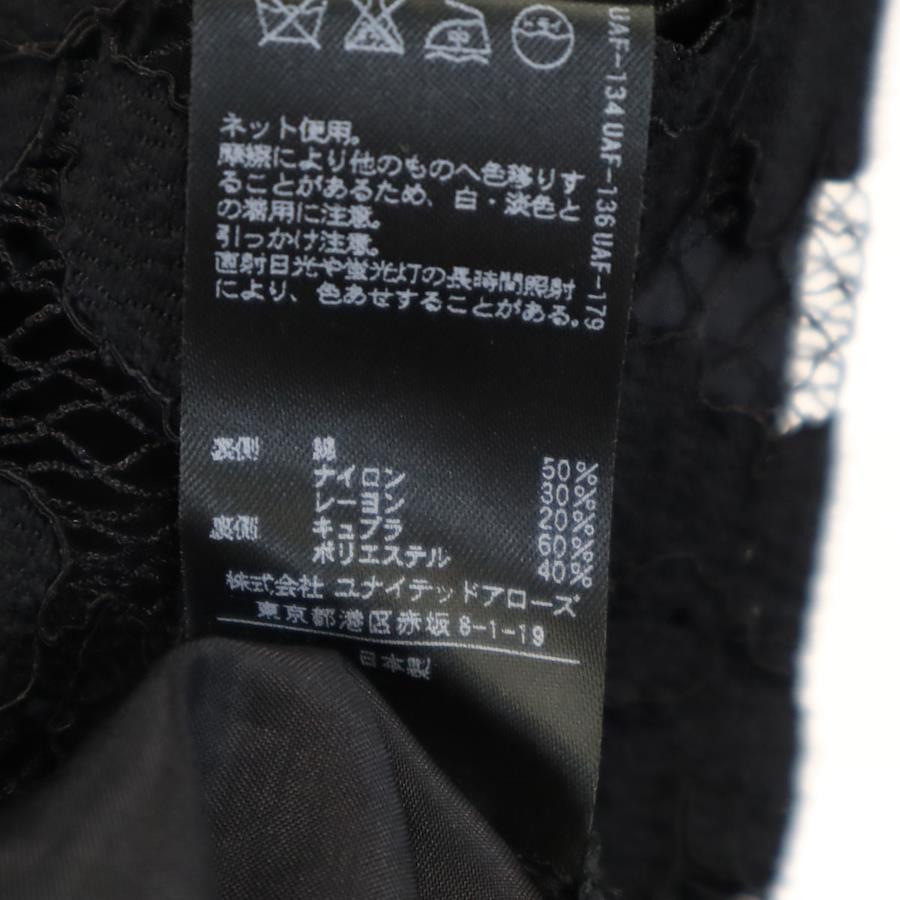 ネット使用。
摩擦により他のものへ色移りす
ることがあるため、白・淡色と
の着用に注意。
引っかけ注意。
直射日光や蛍光灯の長時間照射
により、色あせすることがある。
UAF-134 UAF-136 UAF-179
表側 綿 50%
ナイロン 30%
レーヨン 20%
裏側 キュプラ 60%
ポリエステル 40%
株式会社 ユナイテッドアローズ
東京都港区赤坂 8-1-19
日本製